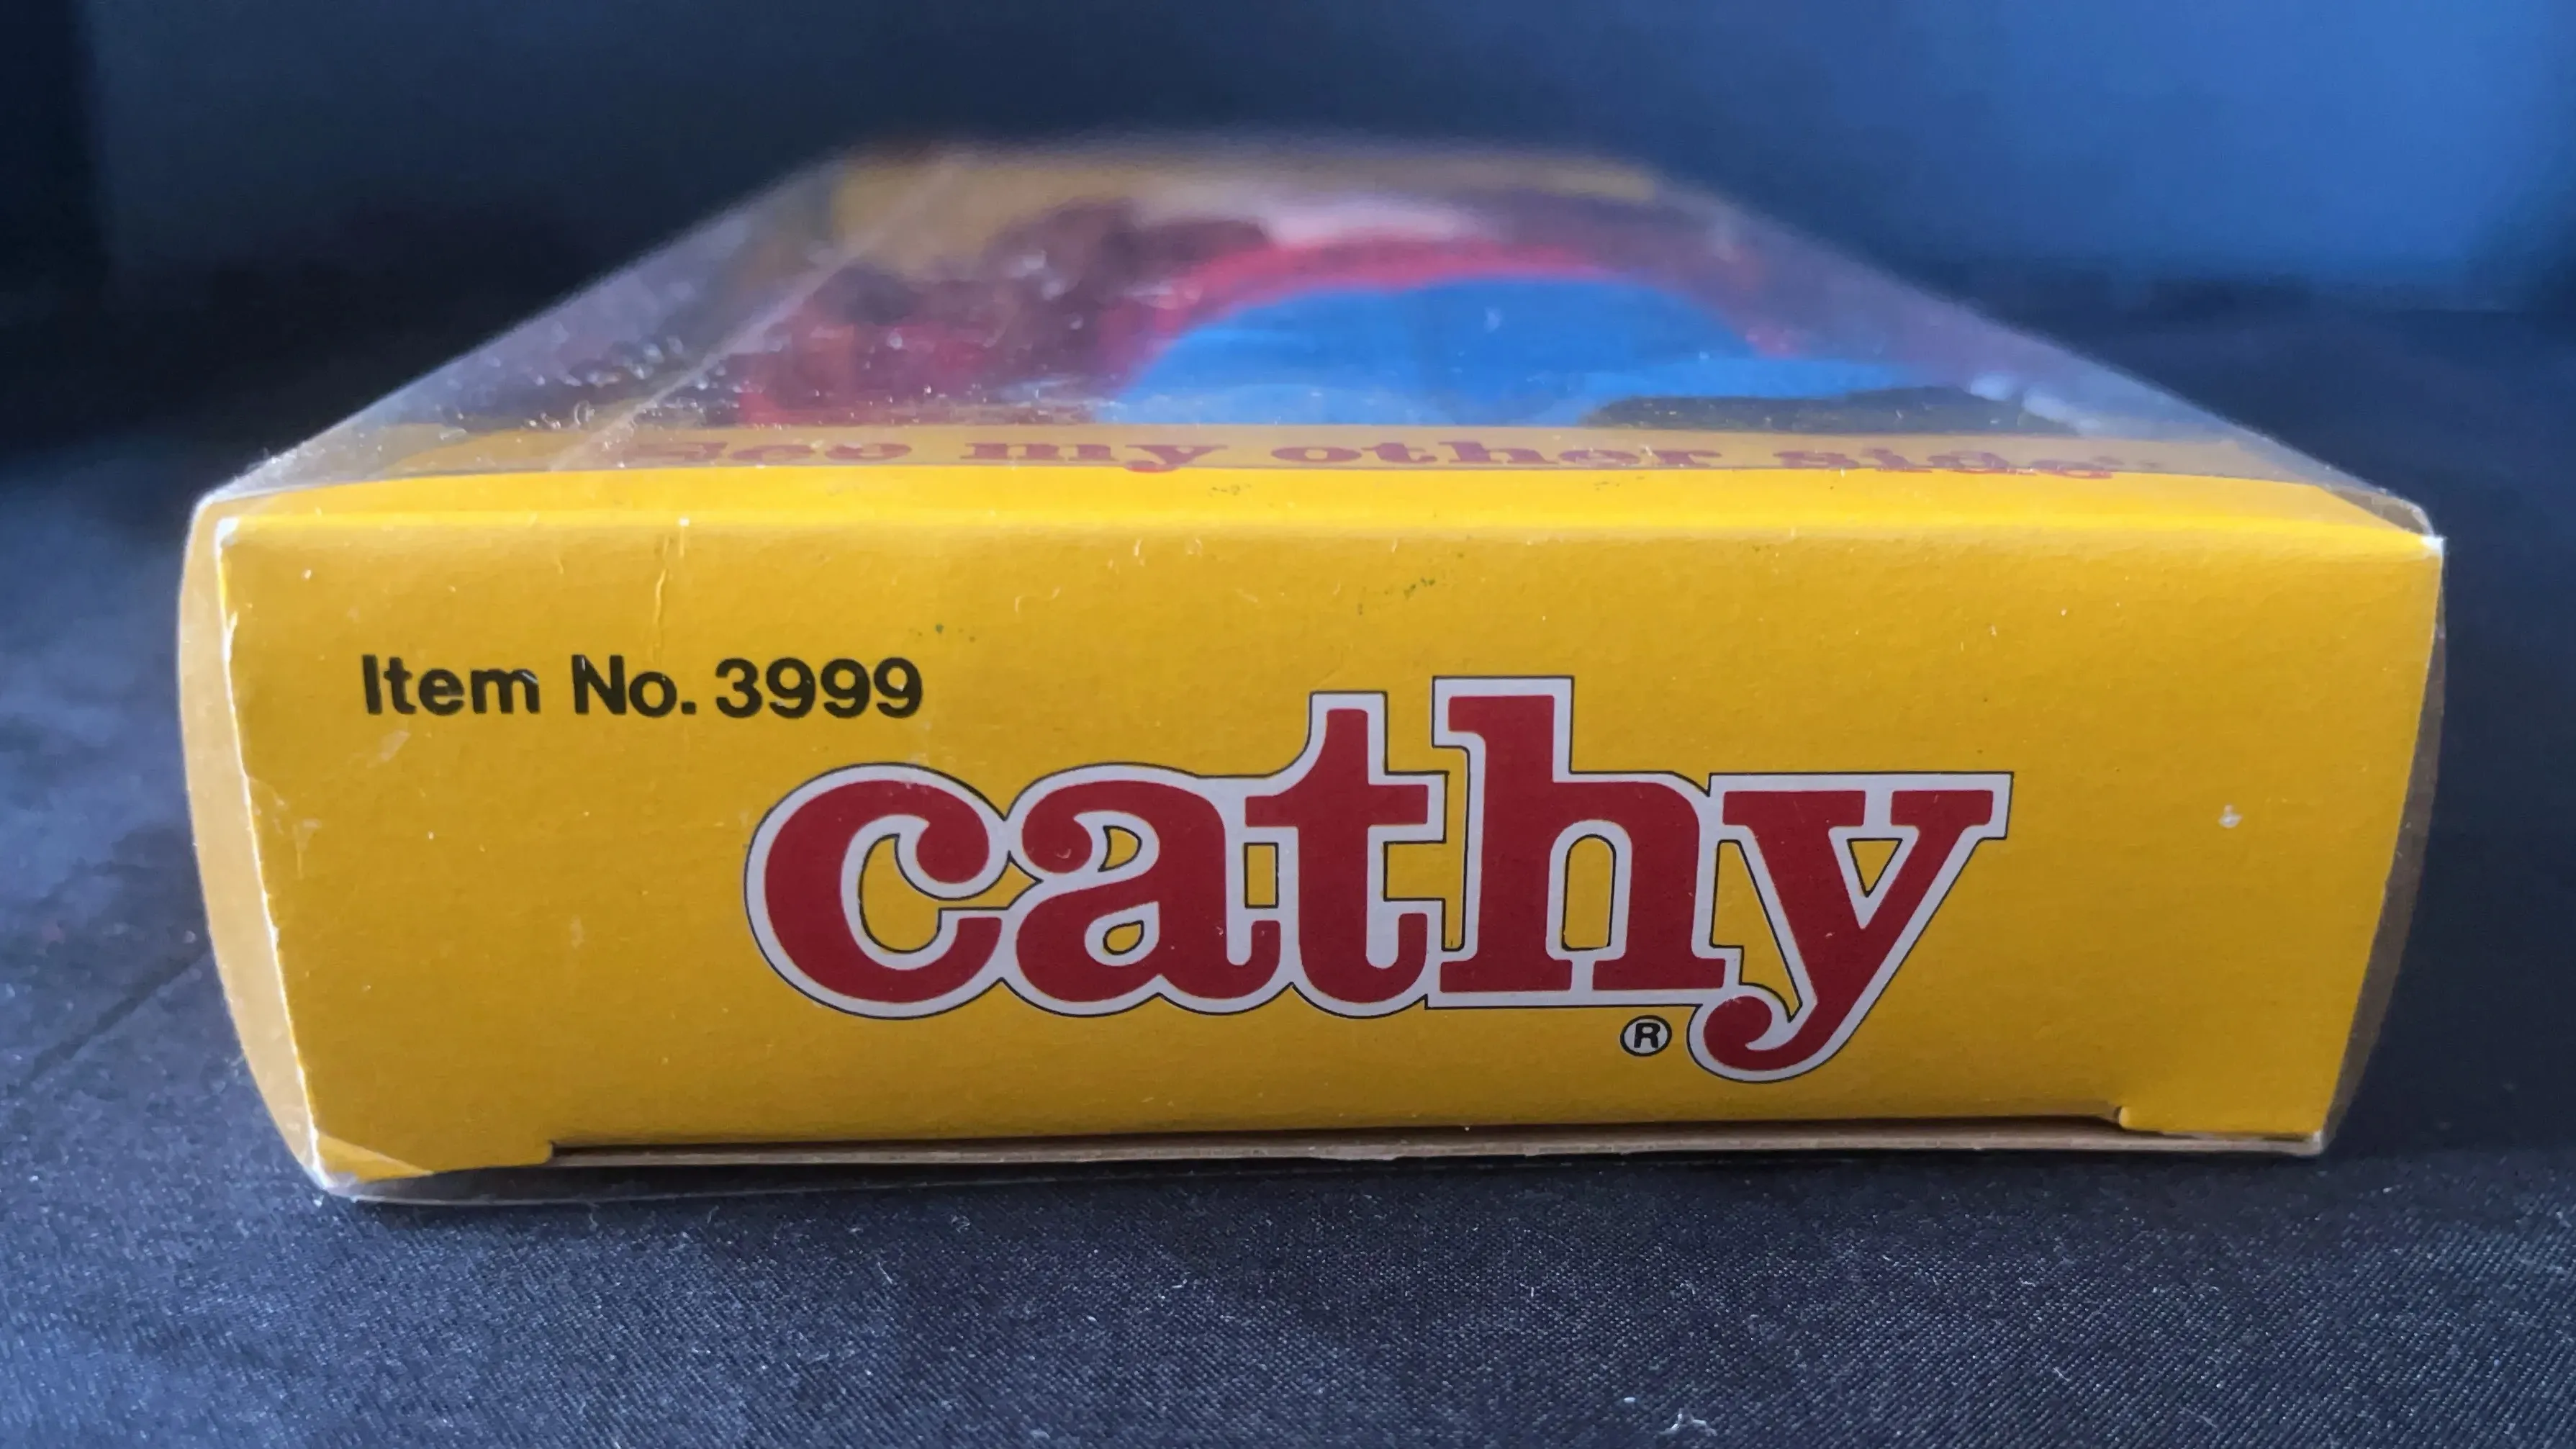 See my other side
Item No. 3999
cathy
®